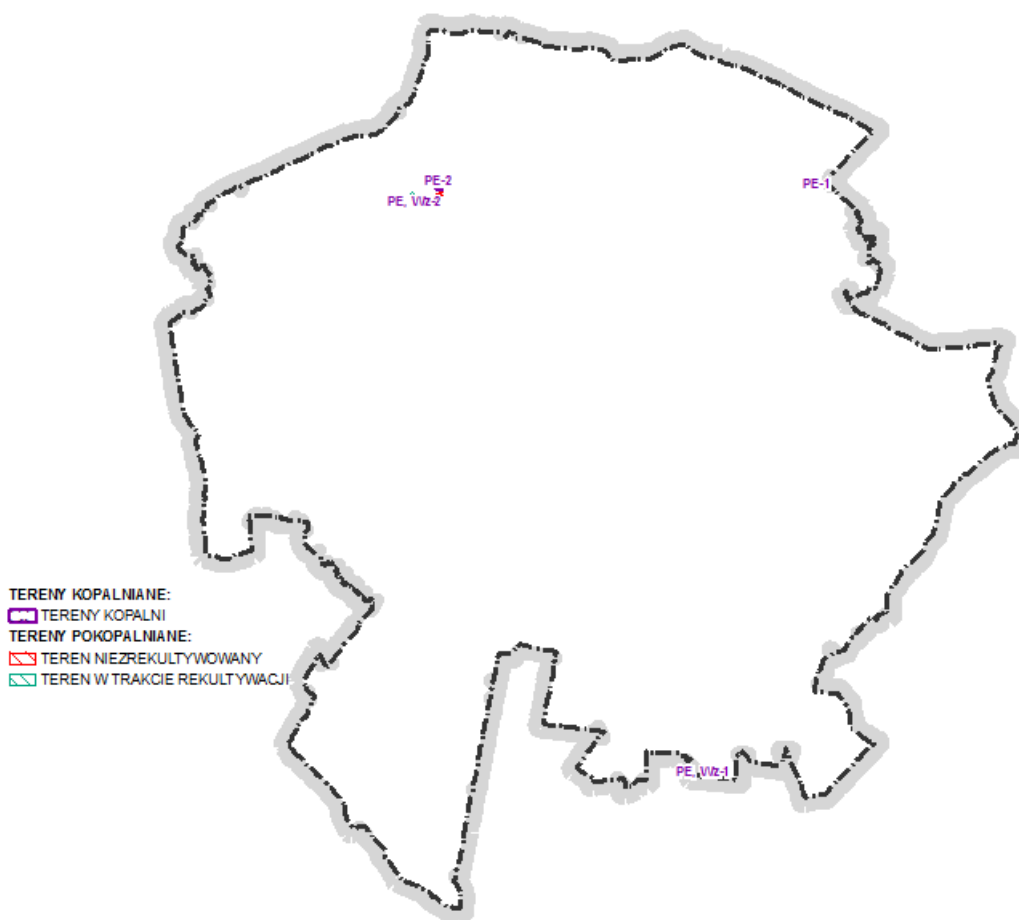 PE-2
PE-1
PE, Wz-2
TERENY KOPALNIANE:
TERENY KOPALNI
TERENY POKOPALNIANE:
TEREN NIEZREKULTYWOWANY
TEREN W TRAKCIE REKULTYWACJI
PE, Wz-1